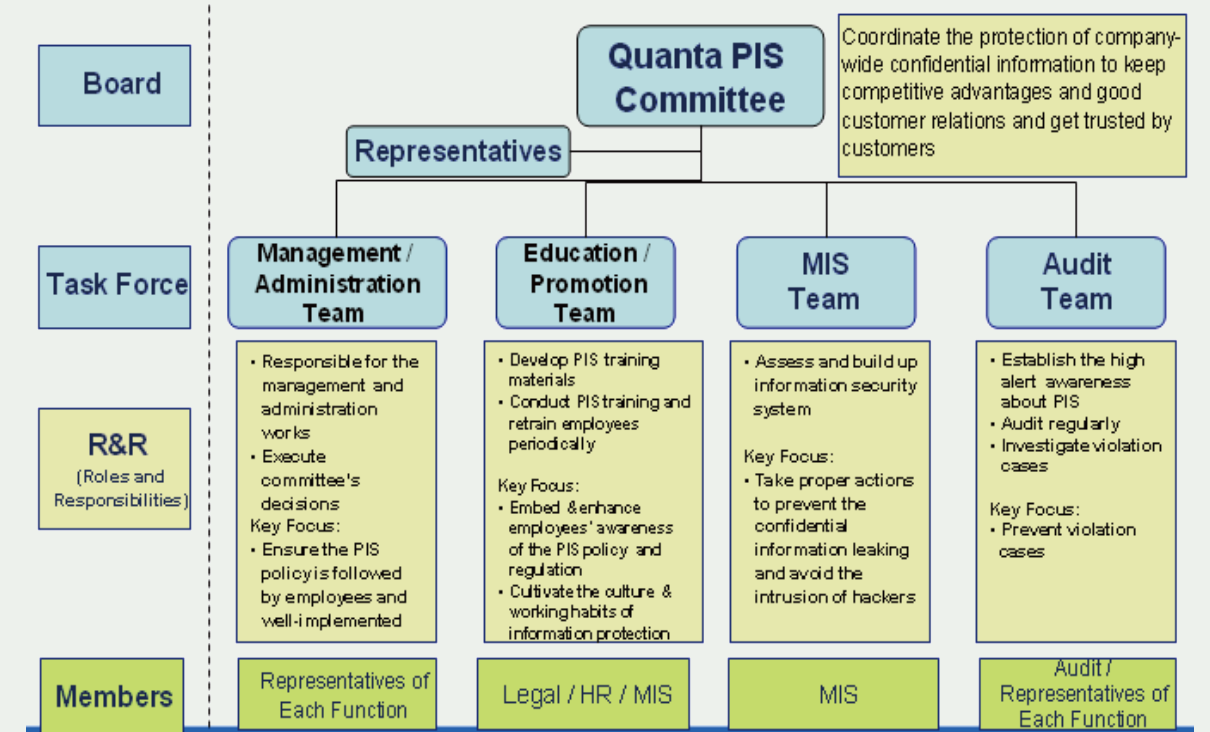 Board
Quanta PIS
Committee
Coordinate the protection of company-
wide confidential information to keep
competitive advantages and good
customer relations and get trusted by
customers
Representatives
Task Force
Management /
Administration
Team
Education /
Promotion
Team
MIS
Team
Audit
Team
R&R
(Roles and
Responsibilities)
• Responsible for the
management and
administration
works
• Execute
committee's
decisions
Key Focus:
• Ensure the PIS
policy is followed
by employees and
well-implemented
• Develop PIS training
materials
• Conduct PIS training and
retrain employees
periodically
Key Focus:
• Embed & enhance
employees' awareness
of the PIS policy and
regulation
• Cultivate the culture &
working habits of
information protection
• Assess and build up
information security
system
Key Focus:
• Take proper actions
to prevent the
confidential
information leaking
and avoid the
intrusion of hackers
• Establish the high
alert awareness
about PIS
• Audit regularly
• Investigate violation
cases
Key Focus:
• Prevent violation
cases
Members
Representatives of
Each Function
Legal / HR / MIS
MIS
Audit /
Representatives of
Each Function